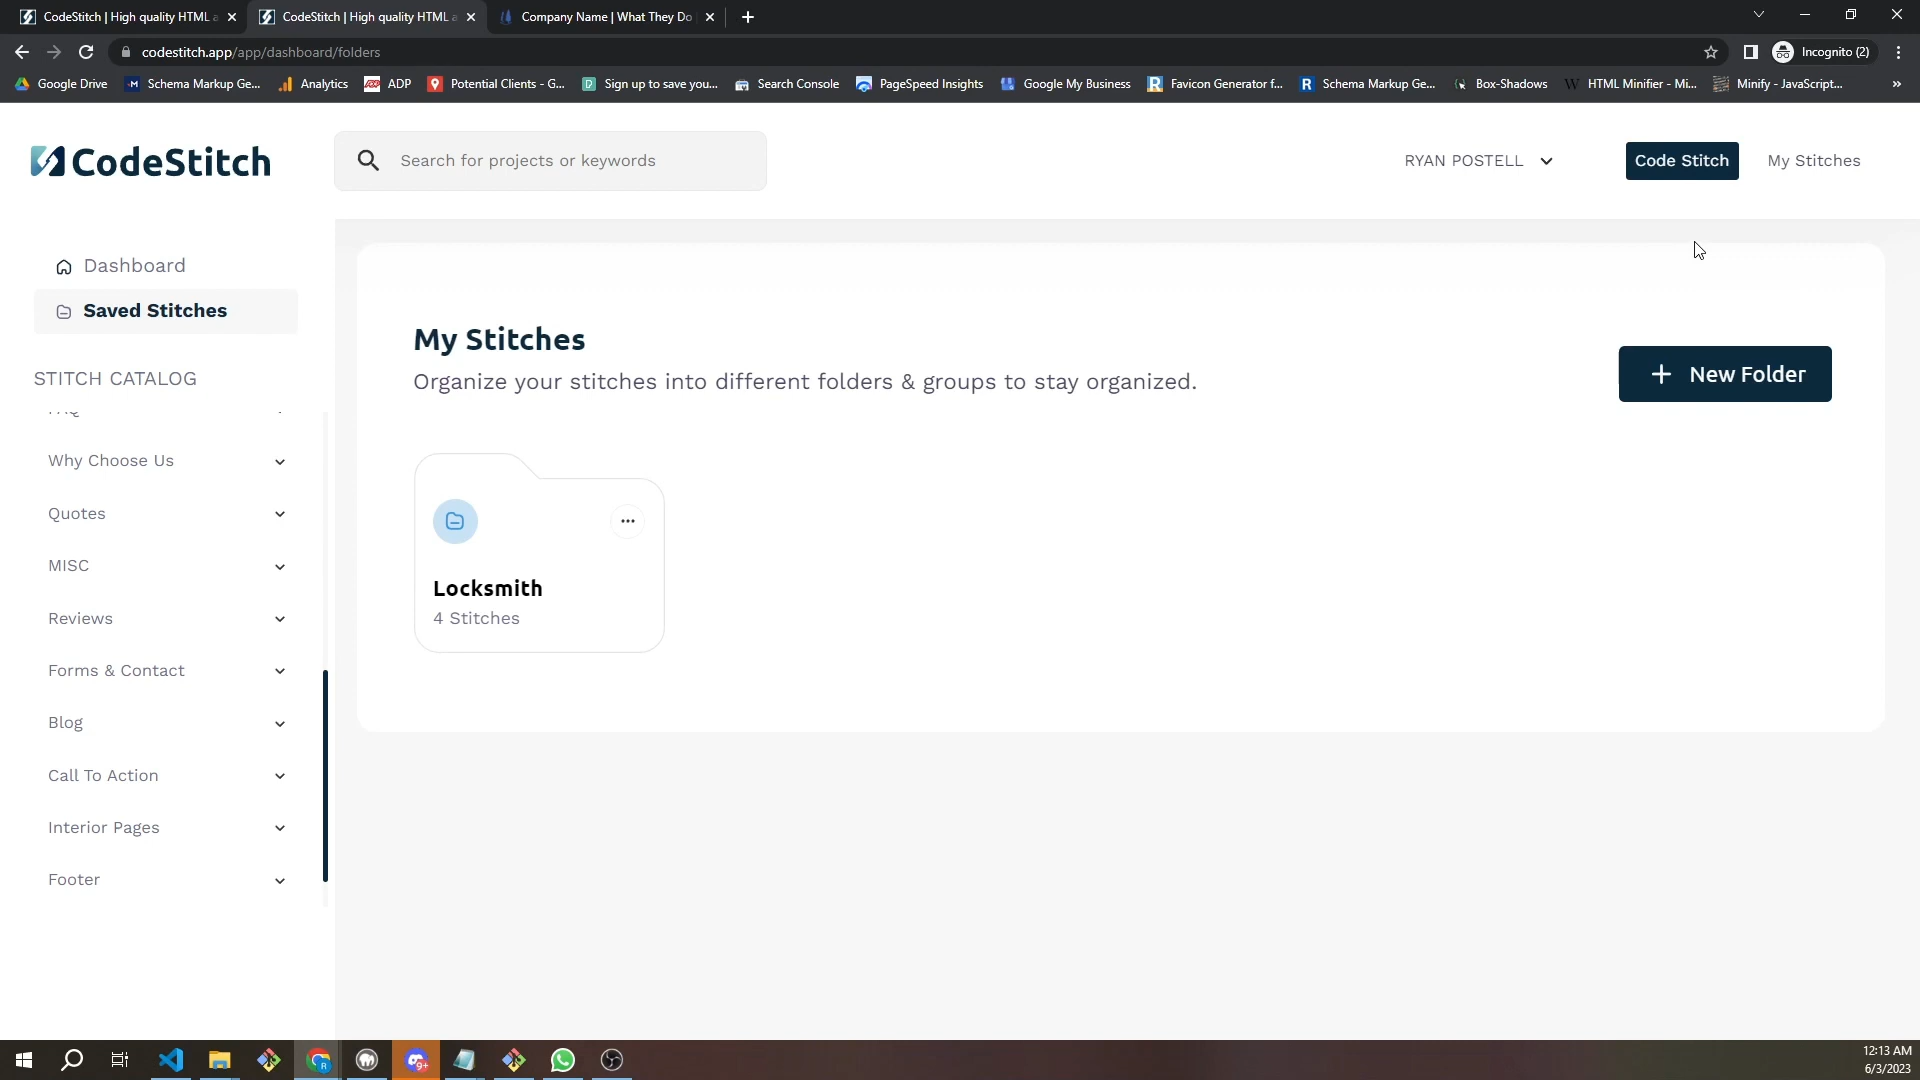 CodeStitch | High quality HTML a
CodeStitch | High quality HTML a
Company Name | What They Do
codestitch.app/app/dashboard/folders
Incognito (2)
Google Drive
Schema Markup Ge...
Analytics
ADP
Potential Clients - G...
Sign up to save you...
Search Console
PageSpeed Insights
Google My Business
Favicon Generator f...
Schema Markup Ge...
Box-Shadows
HTML Minifier - Mi...
Minify - JavaScript...
CodeStitch
Search for projects or keywords
RYAN POSTELL
Code Stitch
My Stitches
Dashboard
Saved Stitches
STITCH CATALOG
FAQ
Why Choose Us
Quotes
MISC
Reviews
Forms & Contact
Blog
Call To Action
Interior Pages
Footer
My Stitches
Organize your stitches into different folders & groups to stay organized.
+ New Folder
Locksmith
4 Stitches
9+
12:13 AM
6/3/2023